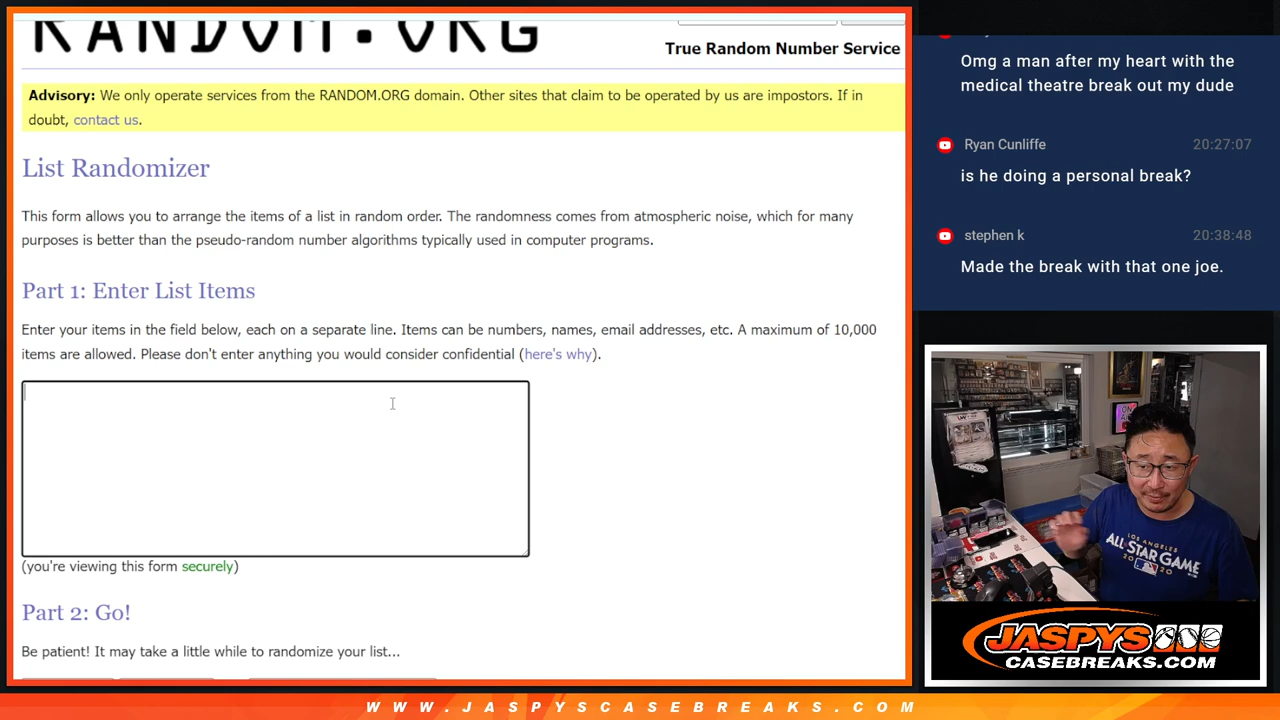 RANDOM.ORG
True Random Number Service
Advisory: We only operate services from the RANDOM.ORG domain. Other sites that claim to be operated by us are impostors. If in
doubt, contact us.
List Randomizer
This form allows you to arrange the items of a list in random order. The randomness comes from atmospheric noise, which for many
purposes is better than the pseudo-random number algorithms typically used in computer programs.
Part 1: Enter List Items
Enter your items in the field below, each on a separate line. Items can be numbers, names, email addresses, etc. A maximum of 10,000
items are allowed. Please don't enter anything you would consider confidential (here's why).
(you're viewing this form securely)
Part 2: Go!
Be patient! It may take a little while to randomize your list...
Omg a man after my heart with the
medical theatre break out my dude
Ryan Cunliffe 20:27:07
is he doing a personal break?
stephen k 20:38:48
Made the break with that one joe.
LOS ANGELES
ALL-STAR GAME
2020
JASPYS
CASEBREAKS.COM
WWW.JASPYSCASEBREAKS.COM